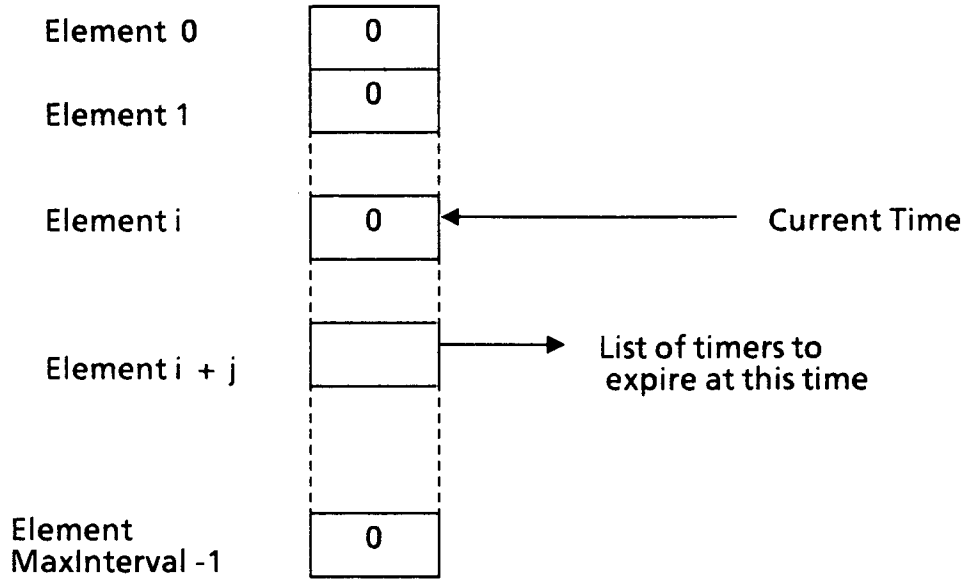 Element 0
0
Element 1
0
Element i
0
Current Time
Element i + j
List of timers to
expire at this time
Element
MaxInterval -1
0